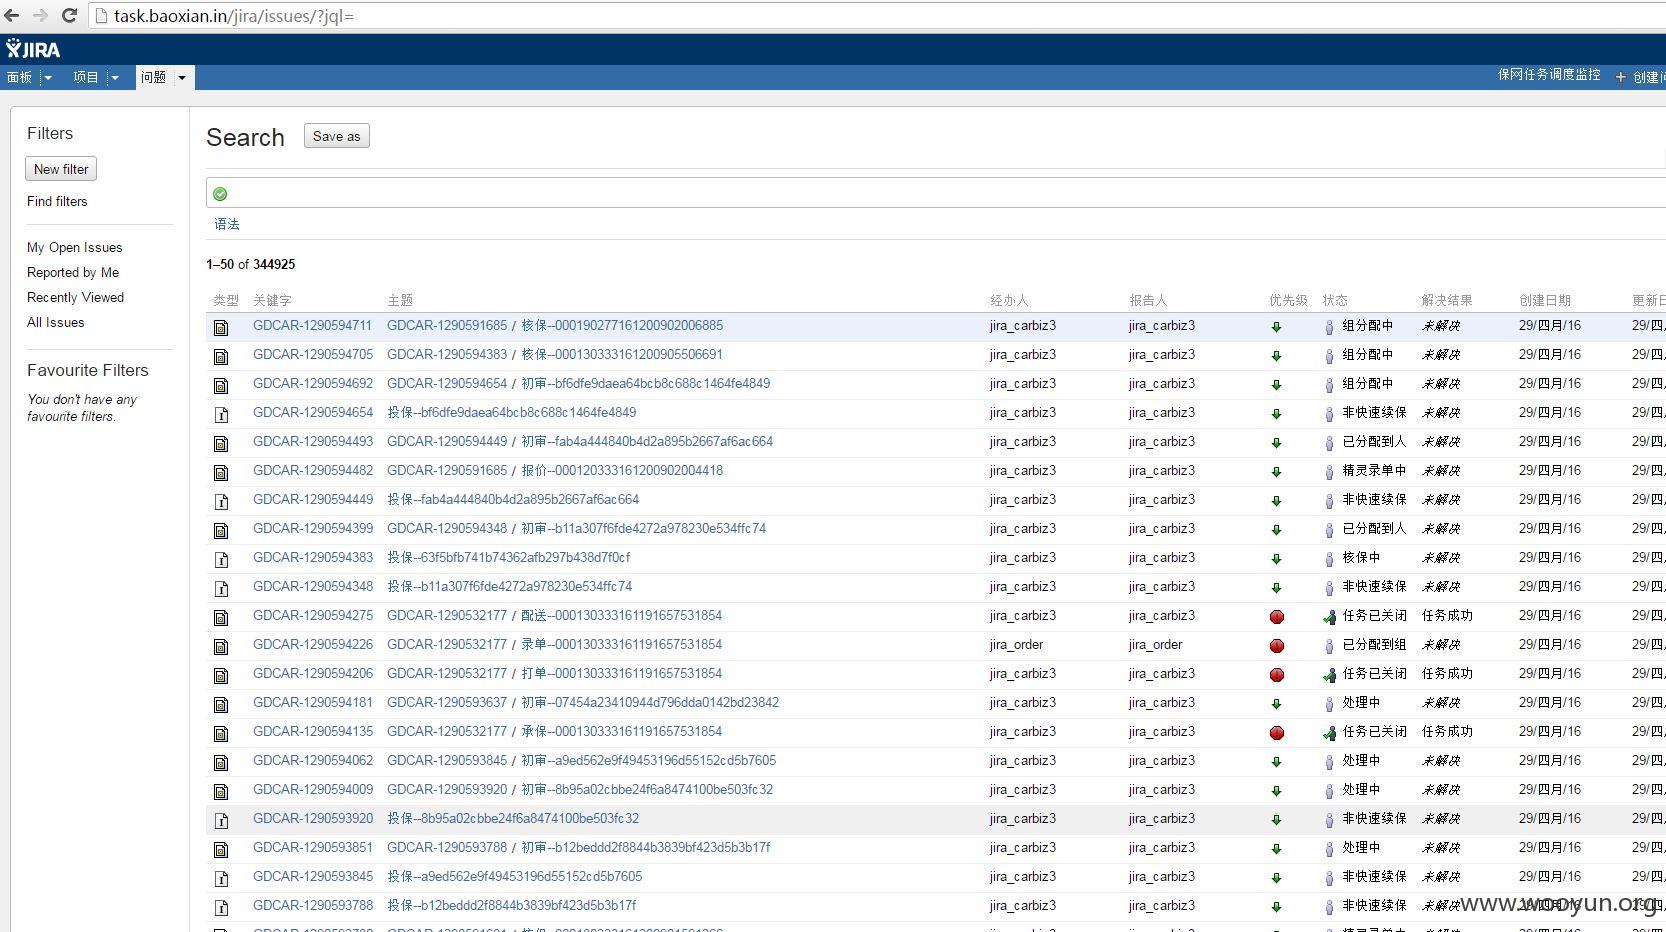 task.baoxian.in/jira/issues/?jql=
JIRA
面板 项目 问题 保网任务调度监控 + 创建
Filters
New filter
Find filters
My Open Issues
Reported by Me
Recently Viewed
All Issues
Favourite Filters
You don't have any
favourite filters.
Search Save as
语法
1–50 of 344925
类型 关键字 主题 经办人 报告人 优先级 状态 解决结果 创建日期 更新日
GDCAR-1290594711 GDCAR-1290591685 / 核保--000190277161200902006885 jira_carbiz3 jira_carbiz3 组分配中 未解决 29/四月/16 29/四
GDCAR-1290594705 GDCAR-1290594383 / 核保--000130333161200905506691 jira_carbiz3 jira_carbiz3 组分配中 未解决 29/四月/16 29/四
GDCAR-1290594692 GDCAR-1290594654 / 初审--bf6dfe9daea64bcb8c688c1464fe4849 jira_carbiz3 jira_carbiz3 组分配中 未解决 29/四月/16 29/四
GDCAR-1290594654 投保--bf6dfe9daea64bcb8c688c1464fe4849 jira_carbiz3 jira_carbiz3 非快速续保 未解决 29/四月/16 29/四
GDCAR-1290594493 GDCAR-1290594449 / 初审--fab4a444840b4d2a895b2667af6ac664 jira_carbiz3 jira_carbiz3 已分配到人 未解决 29/四月/16 29/四
GDCAR-1290594482 GDCAR-1290591685 / 报价--000120333161200902004418 jira_carbiz3 jira_carbiz3 精灵录单中 未解决 29/四月/16 29/四
GDCAR-1290594449 投保--fab4a444840b4d2a895b2667af6ac664 jira_carbiz3 jira_carbiz3 非快速续保 未解决 29/四月/16 29/四
GDCAR-1290594399 GDCAR-1290594348 / 初审--b11a307f6fde4272a978230e534ffc74 jira_carbiz3 jira_carbiz3 已分配到人 未解决 29/四月/16 29/四
GDCAR-1290594383 投保--63f5bfb741b74362afb297b438d7f0cf jira_carbiz3 jira_carbiz3 核保中 未解决 29/四月/16 29/四
GDCAR-1290594348 投保--b11a307f6fde4272a978230e534ffc74 jira_carbiz3 jira_carbiz3 非快速续保 未解决 29/四月/16 29/四
GDCAR-1290594275 GDCAR-1290532177 / 配送--000130333161191657531854 jira_carbiz3 jira_carbiz3 任务已关闭 任务成功 29/四月/16 29/四
GDCAR-1290594226 GDCAR-1290532177 / 录单--000130333161191657531854 jira_order jira_order 已分配到组 未解决 29/四月/16 29/四
GDCAR-1290594206 GDCAR-1290532177 / 打单--000130333161191657531854 jira_carbiz3 jira_carbiz3 任务已关闭 任务成功 29/四月/16 29/四
GDCAR-1290594181 GDCAR-1290593637 / 初审--07454a23410944d796dda0142bd23842 jira_carbiz3 jira_carbiz3 处理中 未解决 29/四月/16 29/四
GDCAR-1290594135 GDCAR-1290532177 / 承保--000130333161191657531854 jira_carbiz3 jira_carbiz3 任务已关闭 任务成功 29/四月/16 29/四
GDCAR-1290594062 GDCAR-1290593845 / 初审--a9ed562e9f49453196d55152cd5b7605 jira_carbiz3 jira_carbiz3 处理中 未解决 29/四月/16 29/四
GDCAR-1290594009 GDCAR-1290593920 / 初审--8b95a02cbbe24f6a8474100be503fc32 jira_carbiz3 jira_carbiz3 处理中 未解决 29/四月/16 29/四
GDCAR-1290593920 投保--8b95a02cbbe24f6a8474100be503fc32 jira_carbiz3 jira_carbiz3 非快速续保 未解决 29/四月/16 29/四
GDCAR-1290593851 GDCAR-1290593788 / 初审--b12beddd2f8844b3839bf423d5b3b17f jira_carbiz3 jira_carbiz3 处理中 未解决 29/四月/16 29/四
GDCAR-1290593845 投保--a9ed562e9f49453196d55152cd5b7605 jira_carbiz3 jira_carbiz3 非快速续保 未解决 29/四月/16 29/四
GDCAR-1290593788 投保--b12beddd2f8844b3839bf423d5b3b17f jira_carbiz3 jira_carbiz3 非快速续保 未解决 29/四月/16 29/四
www.wooyun.org